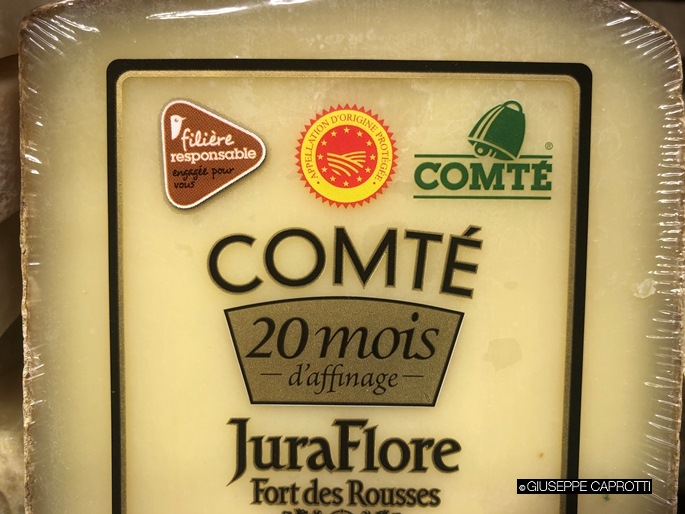 filière
responsable
engagée pour
vous
APPELLATION D'ORIGINE PROTÉGÉE
COMTÉ®
COMTÉ
20 mois
– d'affinage –
JuraFlore
Fort des Rousses
©GIUSEPPE CAPROTTI